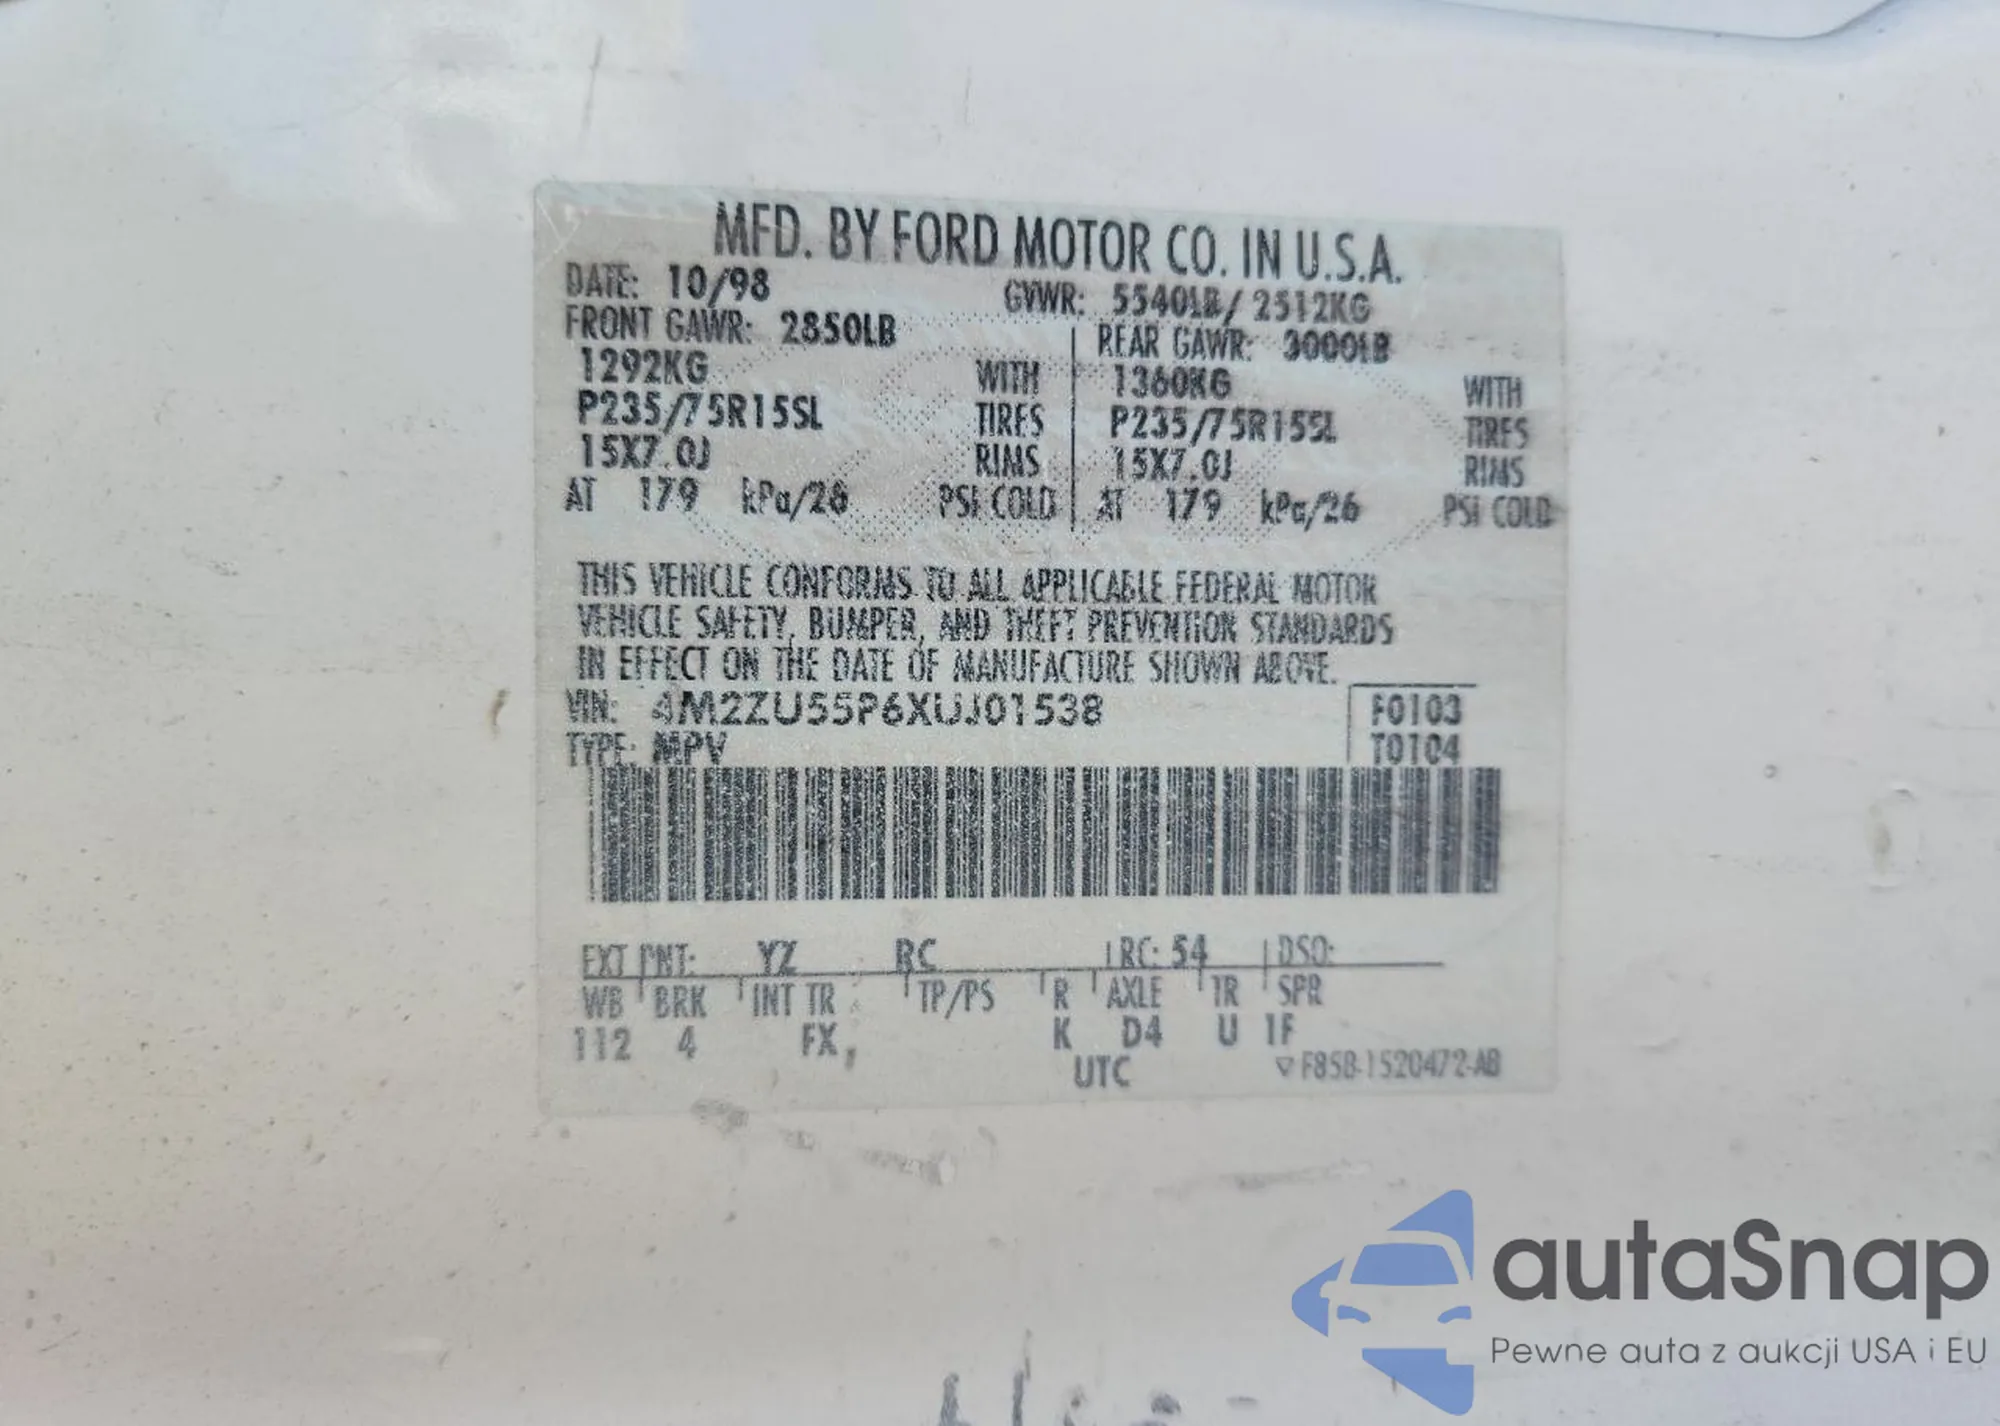 MFD. BY FORD MOTOR CO. IN U.S.A.
DATE: 10/98 GVWR: 5540LB/ 2512KG
FRONT GAWR: 2850LB REAR GAWR: 3000LB
1292KG WITH 1360KG WITH
P235/75R15SL TIRES P235/75R15SL TIRES
15X7.0J RIMS 15X7.0J RIMS
AT 179 kPa/26 PSI COLD AT 179 kPa/26 PSI COLD
THIS VEHICLE CONFORMS TO ALL APPLICABLE FEDERAL MOTOR
VEHICLE SAFETY, BUMPER, AND THEFT PREVENTION STANDARDS
IN EFFECT ON THE DATE OF MANUFACTURE SHOWN ABOVE.
VIN: 4M2ZU55P6XUJ01538 F0103
TYPE: MPV T0104
EXT PNT: YZ RC RC: 54 DSO:
WB BRK INT TR TP/PS R AXLE TR SPR
112 4 FX, K D4 U 1F
UTC ▽F85B-1520472-AB
autaSnap
Pewne auta z aukcji USA i EU